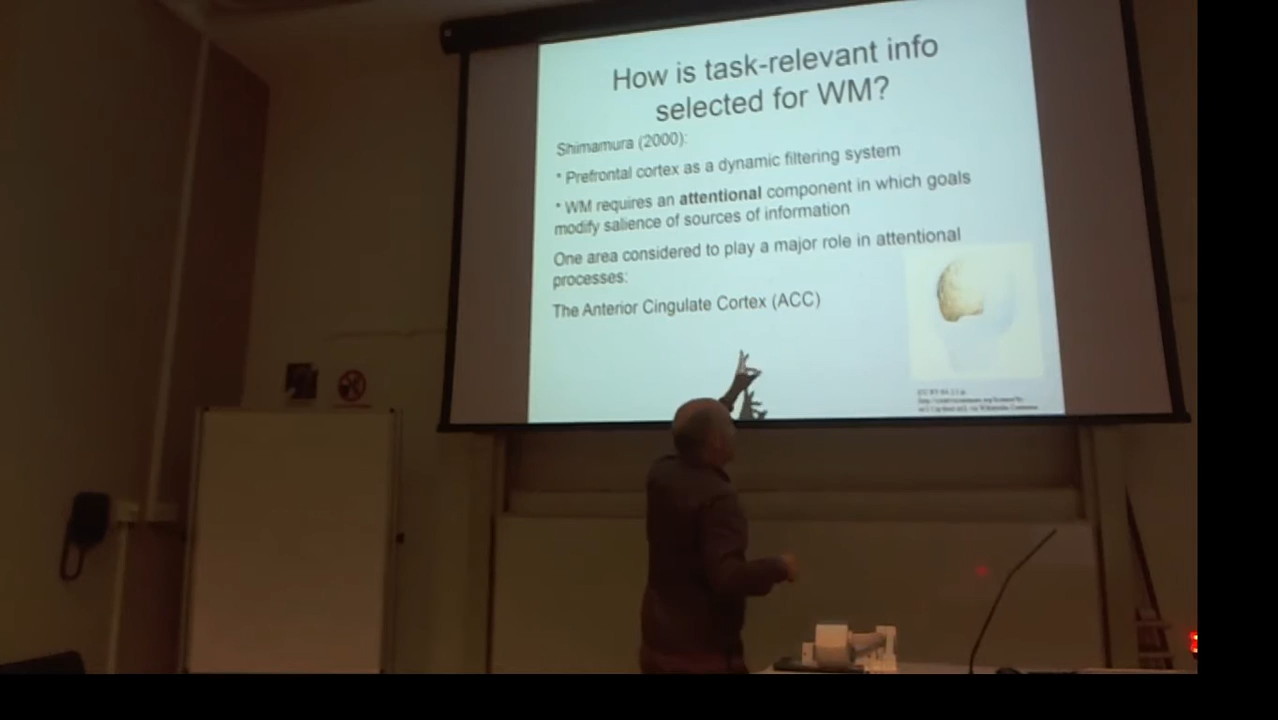 How is task-relevant info
selected for WM?
Shimamura (2000):
* Prefrontal cortex as a dynamic filtering system
* WM requires an attentional component in which goals
modify salience of sources of information
One area considered to play a major role in attentional
processes:
The Anterior Cingulate Cortex (ACC)